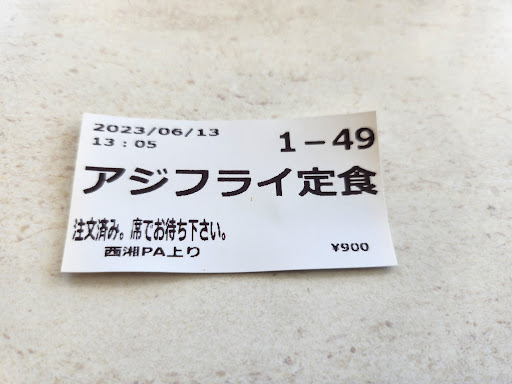 2023/06/13
13:05
1-49
アジフライ定食
注文済み。席でお待ち下さい。
西湘PA上り
¥900